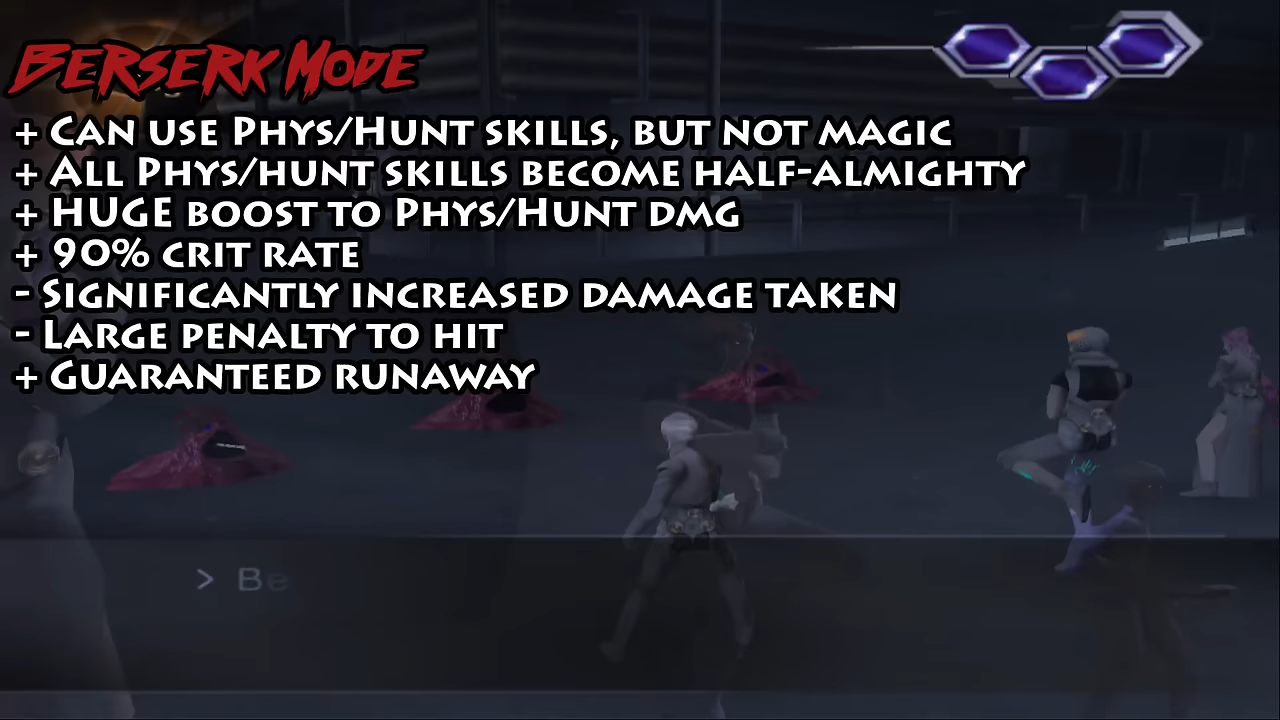 Berserk Mode
+ Can use Phys/Hunt skills, but not magic
+ All Phys/hunt skills become half-almighty
+ HUGE boost to Phys/Hunt dmg
+ 90% crit rate
- Significantly increased damage taken
- Large penalty to hit
+ Guaranteed runaway
> Be